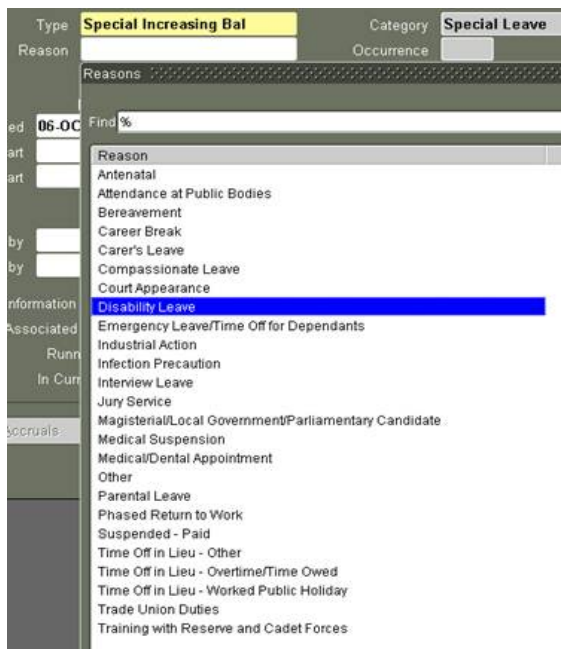 Type Special Increasing Bal Category Special Leave
Reason Occurrence
Reasons
ed 06-OC
Find %
art
art
Reason
Antenatal
Attendance at Public Bodies
Bereavement
Career Break
by
Carer's Leave
by
Compassionate Leave
Court Appearance
nformation
Disability Leave
Associated
Emergency Leave/Time Off for Dependants
Runn
Industrial Action
Infection Precaution
In Curr
Interview Leave
Jury Service
Magisterial/Local Government/Parliamentary Candidate
Accruals
Medical Suspension
Medical/Dental Appointment
Other
Parental Leave
Phased Return to Work
Suspended - Paid
Time Off in Lieu - Other
Time Off in Lieu - Overtime/Time Owed
Time Off in Lieu - Worked Public Holiday
Trade Union Duties
Training with Reserve and Cadet Forces